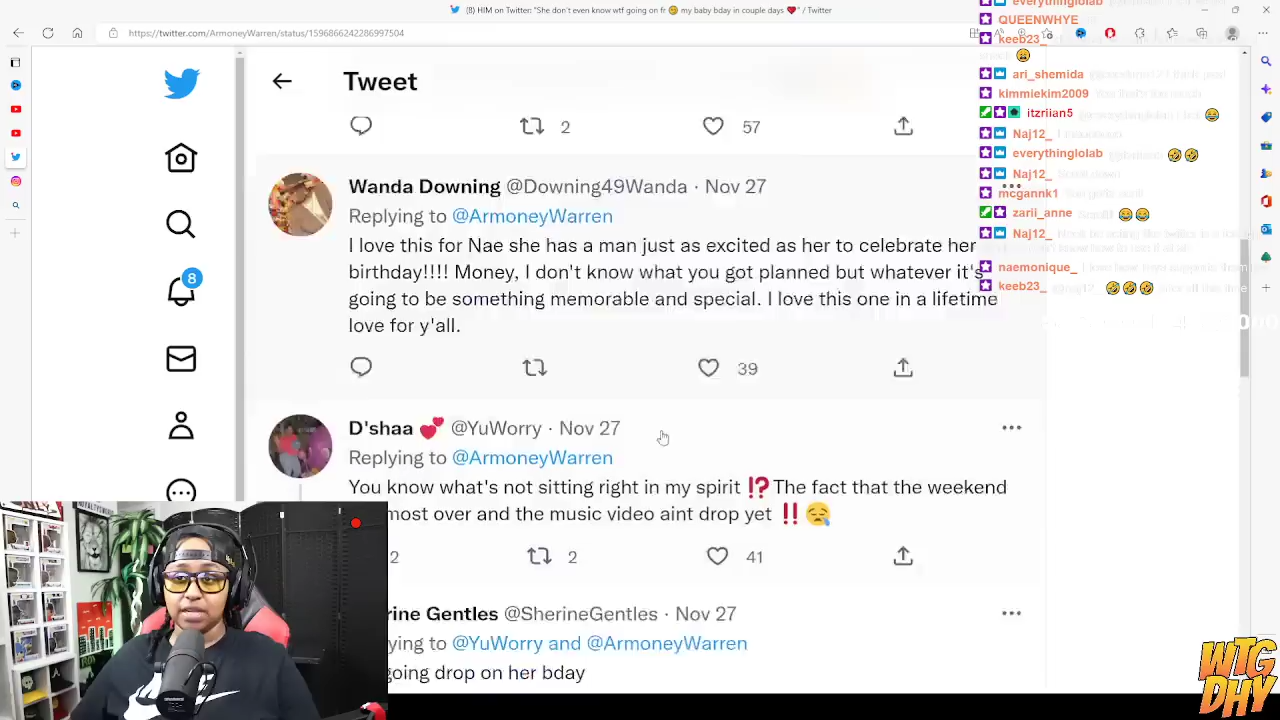 (8) HIM on Twitter: "She don't even know wtf going on fr 😏 my baby bday in couple days ❤️" / Twitter
https://twitter.com/ArmoneyWarren/status/1596866242286997504
Tweet
2
57
Wanda Downing @Downing49Wanda · Nov 27
Replying to @ArmoneyWarren
I love this for Nae she has a man just as excited as her to celebrate her
birthday!!!! Money, I don't know what you got planned but whatever it's
going to be something memorable and special. I love this one in a lifetime
love for y'all.
39
8
D'shaa 💕 @YuWorry · Nov 27
Replying to @ArmoneyWarren
You know what's not sitting right in my spirit ⁉️ The fact that the weekend
most over and the music video aint drop yet ‼️😪
2
2
41
rine Gentles @SherineGentles · Nov 27
ying to @YuWorry and @ArmoneyWarren
going drop on her bday
everythinglolab
QUEENWHYE
keeb23_
ari_shemida
kimmiekim2009
itzriian5
Naj12_
everythinglolab
Naj12_
mcgannk1
zarii_anne
Naj12_
naemonique_
keeb23_
WTG
DHY